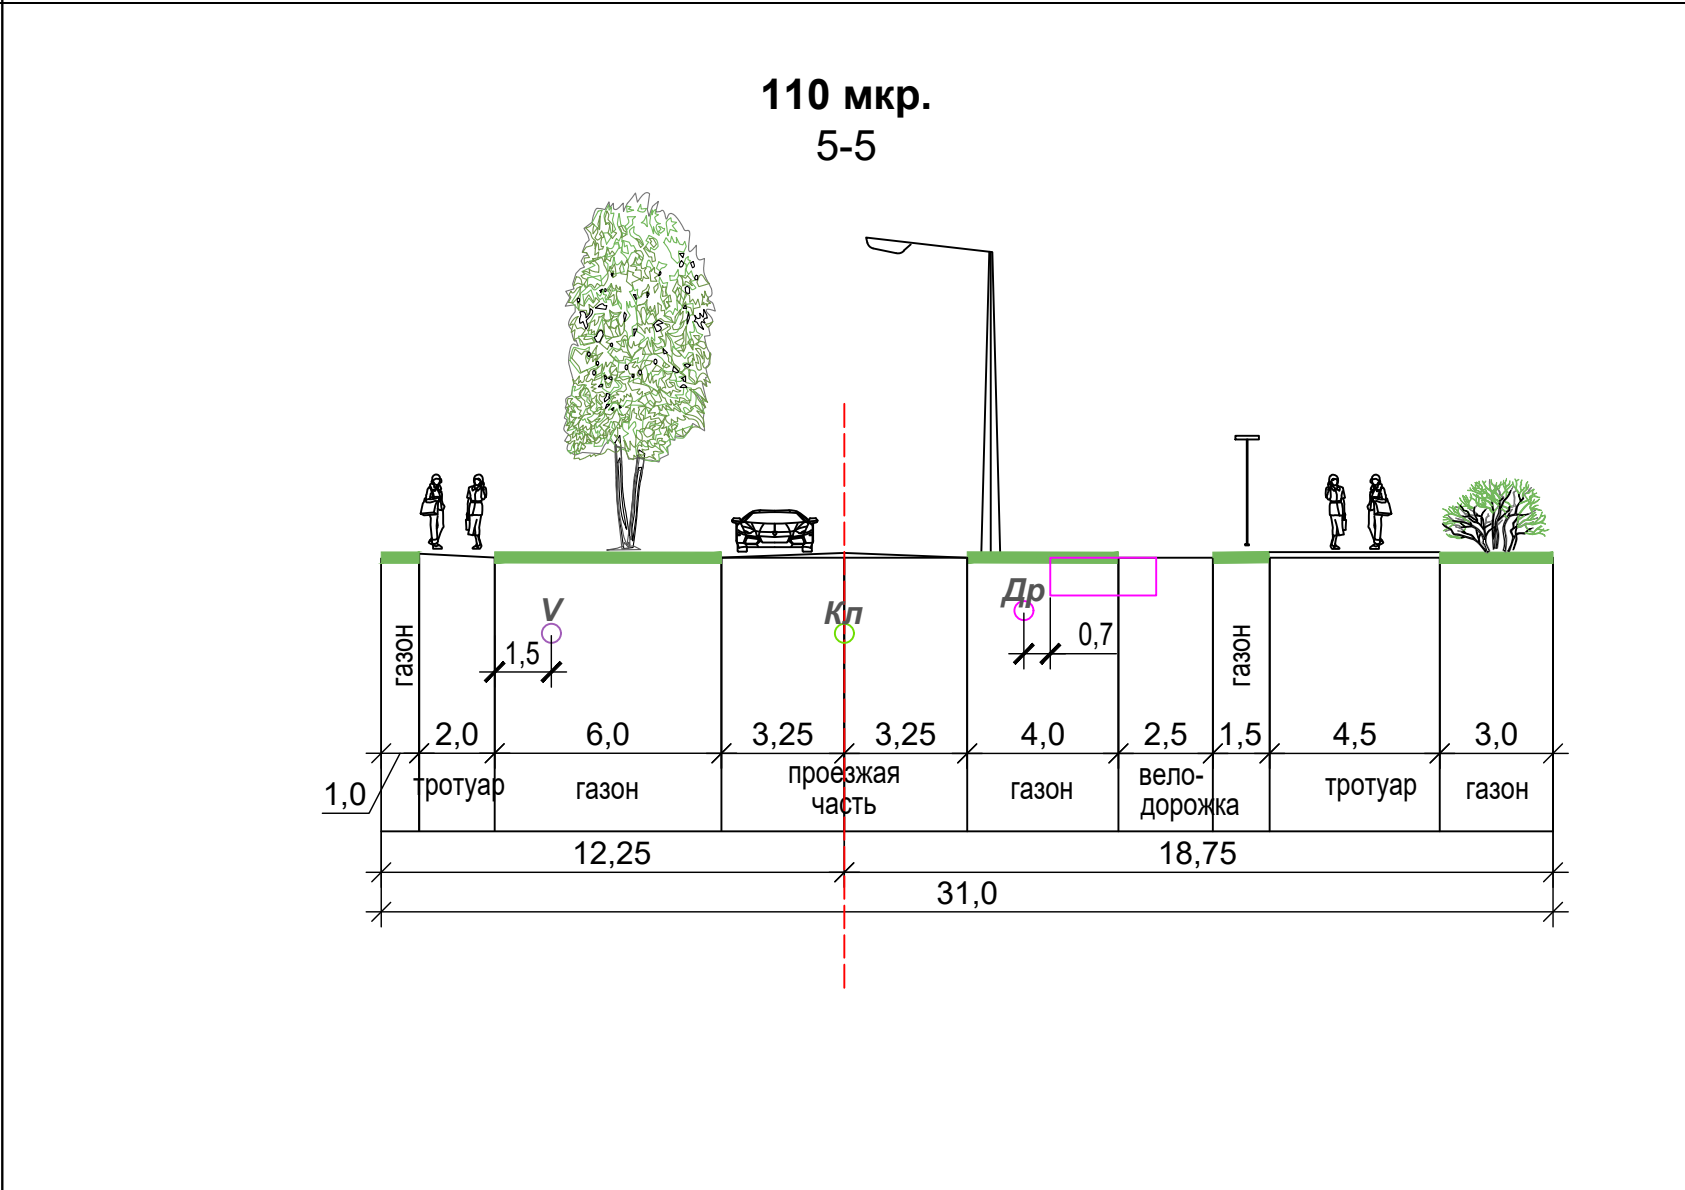 110 мкр.
5-5
V
Кл
Др
1,5
0,7
газон
газон
2,0
6,0
3,25
3,25
4,0
2,5
1,5
4,5
3,0
1,0
тротуар
газон
проезжая
часть
газон
вело-
дорожка
тротуар
газон
12,25
18,75
31,0